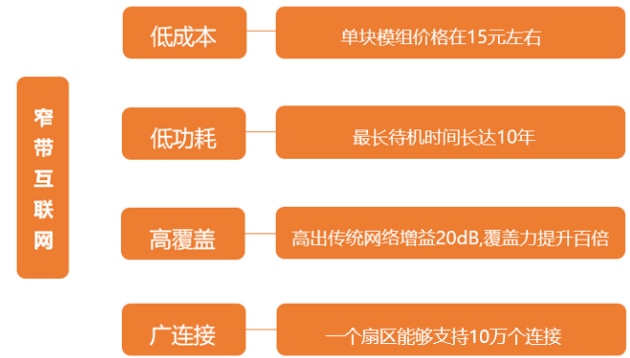 窄带互联网
低成本
单块模组价格在15元左右
低功耗
最长待机时间长达10年
高覆盖
高出传统网络增益20dB,覆盖力提升百倍
广连接
一个扇区能够支持10万个连接